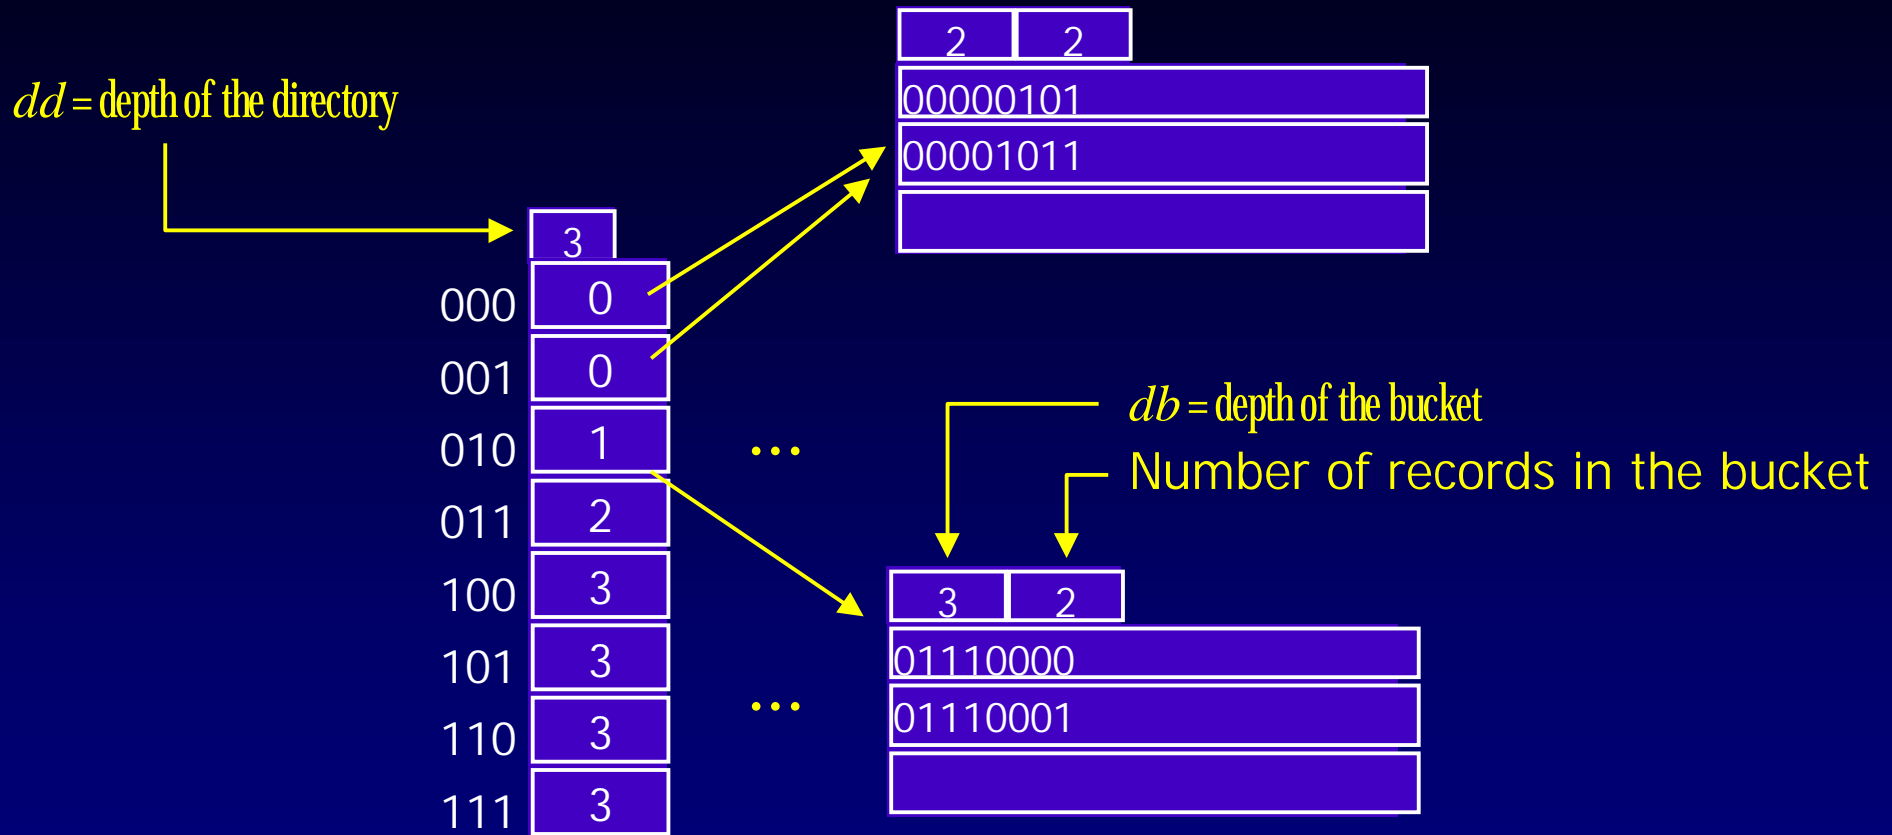 2 2
00000101
00001011
dd = depth of the directory
3
000 0
001 0
010 1 ...
011 2
100 3
101 3
110 3 ...
111 3
db = depth of the bucket
Number of records in the bucket
3 2
01110000
01110001